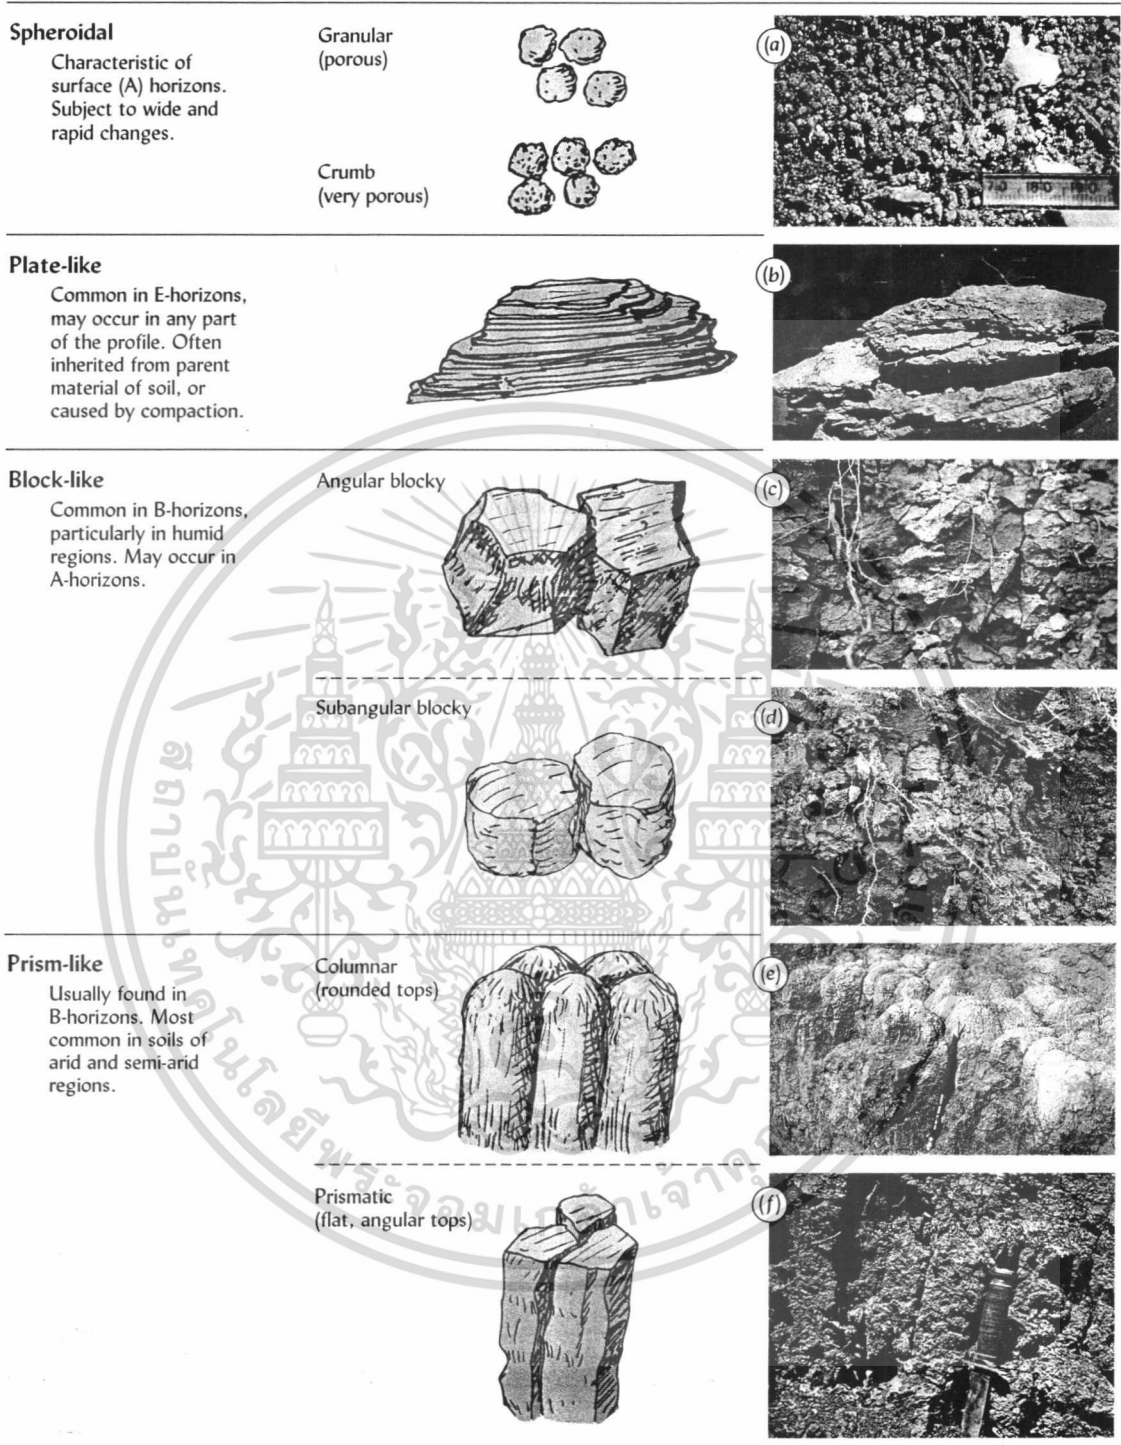 Spheroidal
Characteristic of
surface (A) horizons.
Subject to wide and
rapid changes.
Granular
(porous)
Crumb
(very porous)
(a)
18.0
19.0
Plate-like
Common in E-horizons,
may occur in any part
of the profile. Often
inherited from parent
material of soil, or
caused by compaction.
(b)
Block-like
Common in B-horizons,
particularly in humid
regions. May occur in
A-horizons.
Angular blocky
(c)
Subangular blocky
(d)
Prism-like
Usually found in
B-horizons. Most
common in soils of
arid and semi-arid
regions.
Columnar
(rounded tops)
(e)
Prismatic
(flat, angular tops)
(f)